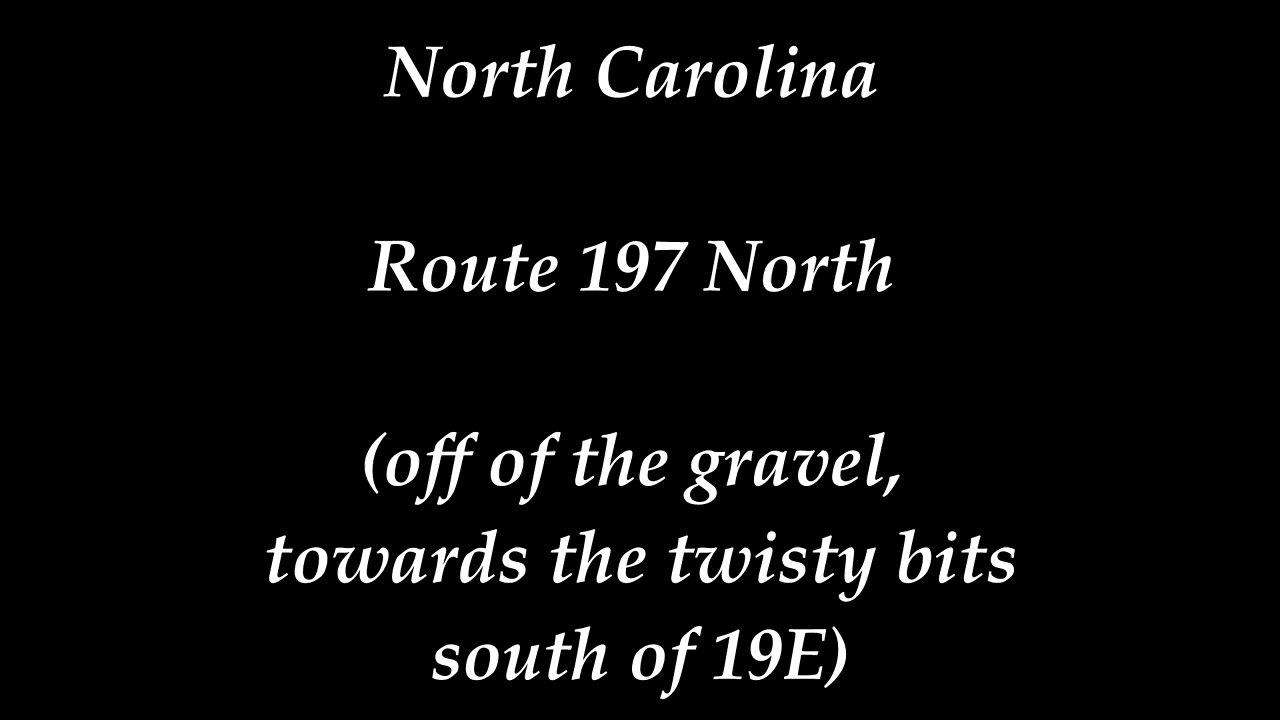 North Carolina
Route 197 North
(off of the gravel,
towards the twisty bits
south of 19E)